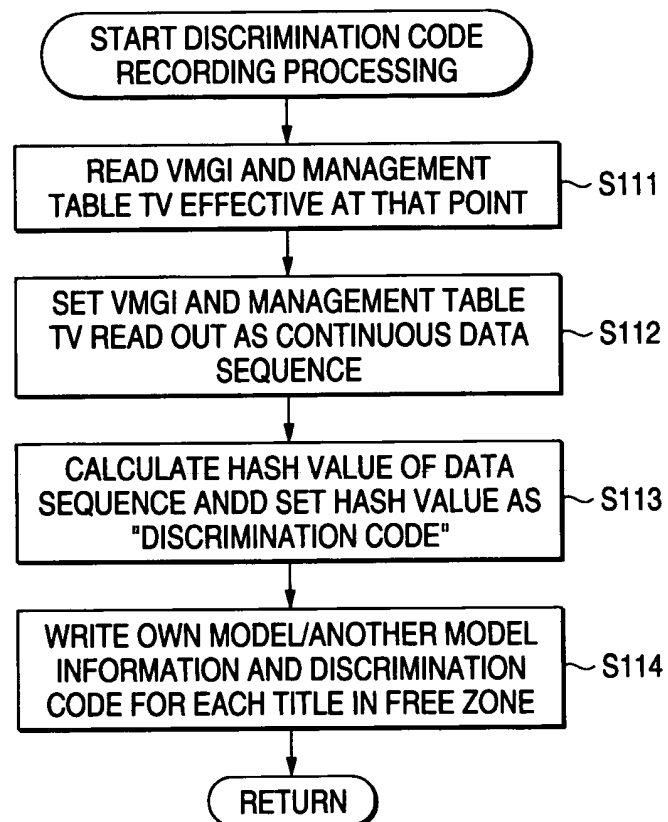 START DISCRIMINATION CODE
RECORDING PROCESSING
READ VMGI AND MANAGEMENT
TABLE TV EFFECTIVE AT THAT POINT
S111
SET VMGI AND MANAGEMENT TABLE
TV READ OUT AS CONTINUOUS DATA
SEQUENCE
S112
CALCULATE HASH VALUE OF DATA
SEQUENCE ANDD SET HASH VALUE AS
"DISCRIMINATION CODE"
S113
WRITE OWN MODEL/ANOTHER MODEL
INFORMATION AND DISCRIMINATION
CODE FOR EACH TITLE IN FREE ZONE
S114
RETURN